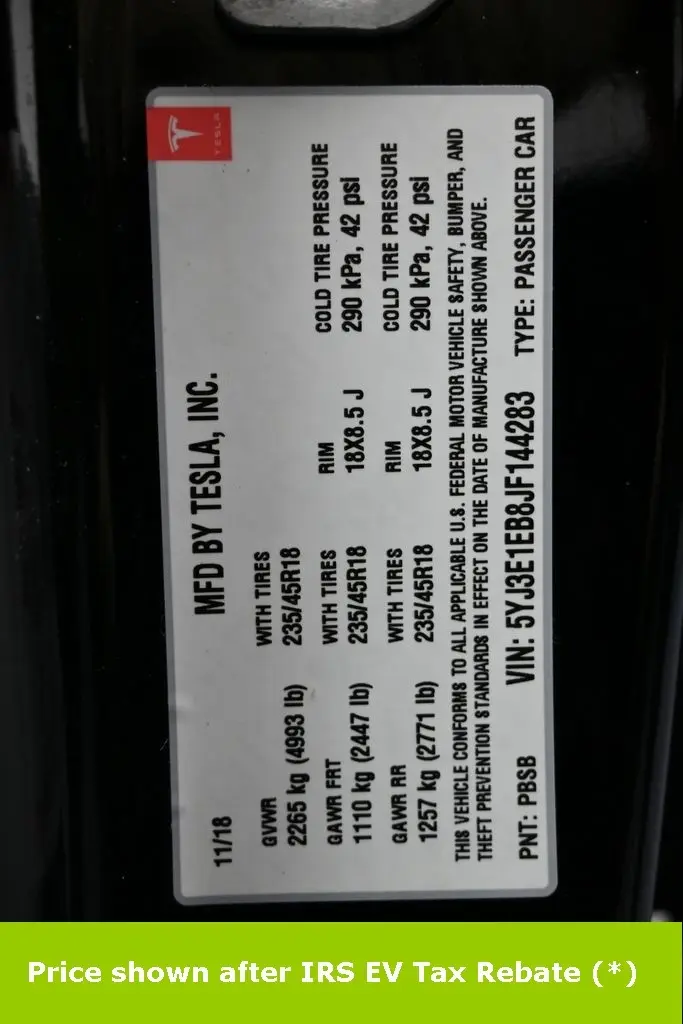 TESLA
MFD BY TESLA, INC.
11/18
GVWR WITH TIRES
2265 kg (4993 lb) 235/45R18
GAWR FRT WITH TIRES RIM COLD TIRE PRESSURE
1110 kg (2447 lb) 235/45R18 18X8.5 J 290 kPa, 42 psi
GAWR RR WITH TIRES RIM COLD TIRE PRESSURE
1257 kg (2771 lb) 235/45R18 18X8.5 J 290 kPa, 42 psi
THIS VEHICLE CONFORMS TO ALL APPLICABLE U.S. FEDERAL MOTOR VEHICLE SAFETY, BUMPER, AND
THEFT PREVENTION STANDARDS IN EFFECT ON THE DATE OF MANUFACTURE SHOWN ABOVE.
PNT: PBSB VIN: 5YJ3E1EB8JF144283 TYPE: PASSENGER CAR
Price shown after IRS EV Tax Rebate (*)